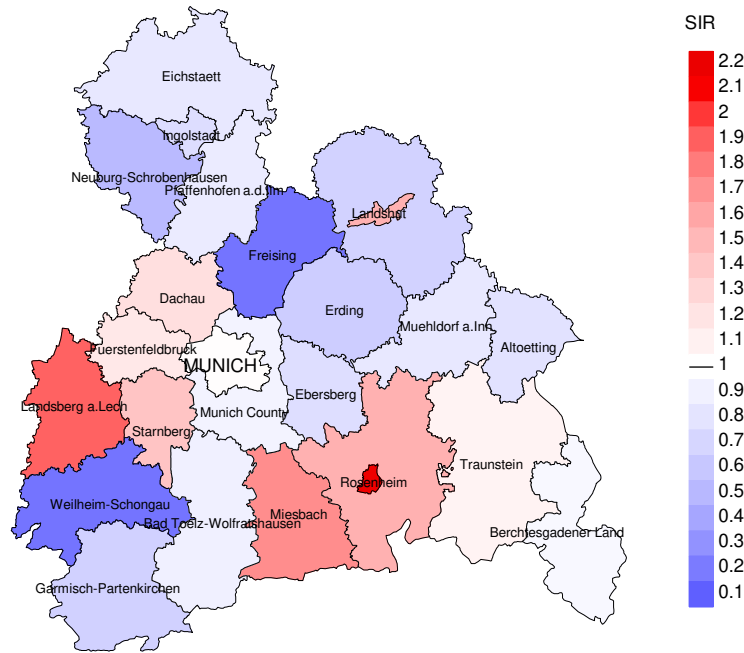 SIR
2.2
2.1
2
1.9
1.8
1.7
1.6
1.5
1.4
1.3
1.2
1.1
1
0.9
0.8
0.7
0.6
0.5
0.4
0.3
0.2
0.1
Eichstaett
Ingolstadt
Neuburg-Schrobenhausen
Pfaffenhofen a.d.Ilm
Landshut
Freising
Dachau
Erding
Muehldorf a.Inn
Altoetting
Fuerstenfeldbruck
MUNICH
Ebersberg
Landsberg a.Lech
Munich County
Starnberg
Traunstein
Rosenheim
Weilheim-Schongau
Miesbach
Bad Toelz-Wolfratshausen
Berchtesgadener Land
Garmisch-Partenkirchen